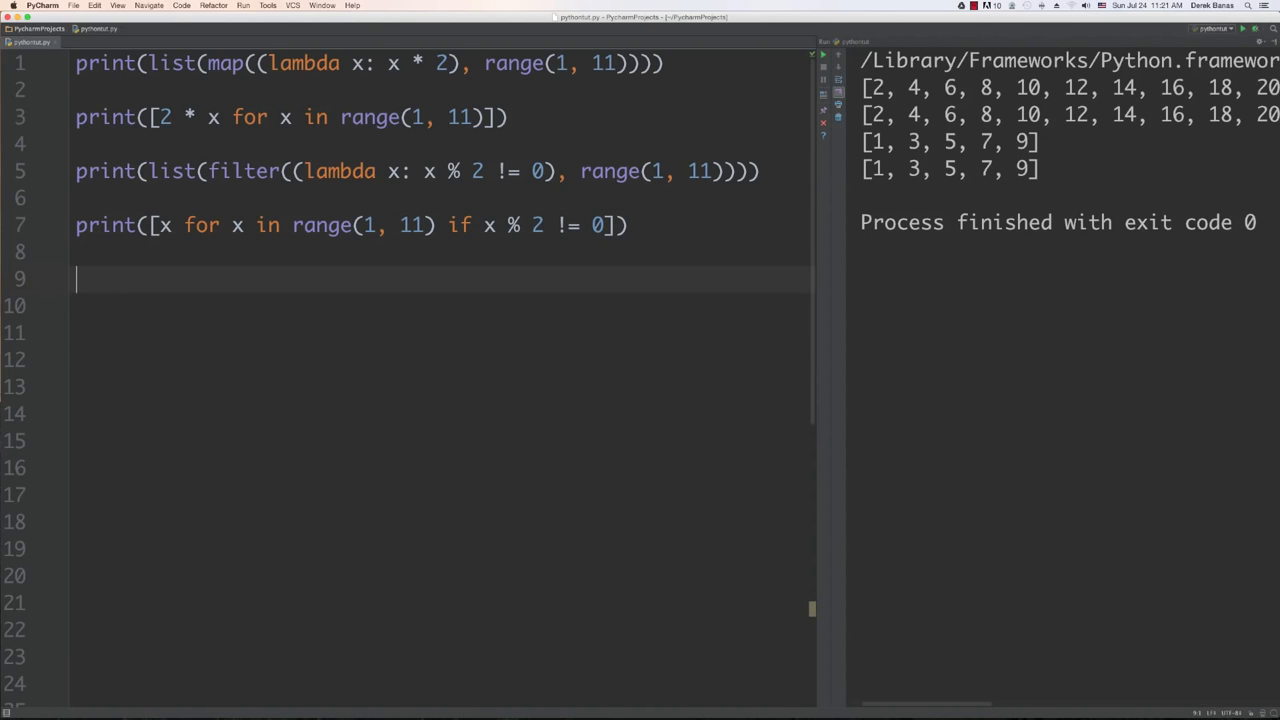 PyCharm File Edit View Navigate Code Refactor Run Tools VCS Window Help
10 Sun Jul 24 11:21 AM Derek Banas
pythontut.py - PycharmProjects - [~/PycharmProjects]
PycharmProjects pythontut.py
pythontut
pythontut.py
Run: pythontut
1 print(list(map((lambda x: x * 2), range(1, 11))))
2
3 print([2 * x for x in range(1, 11)])
4
5 print(list(filter((lambda x: x % 2 != 0), range(1, 11))))
6
7 print([x for x in range(1, 11) if x % 2 != 0])
8
9
10
11
12
13
14
15
16
17
18
19
20
21
22
23
24
/Library/Frameworks/Python.framewor
[2, 4, 6, 8, 10, 12, 14, 16, 18, 20
[2, 4, 6, 8, 10, 12, 14, 16, 18, 20
[1, 3, 5, 7, 9]
[1, 3, 5, 7, 9]
Process finished with exit code 0
9:1 LF÷ UTF-8÷